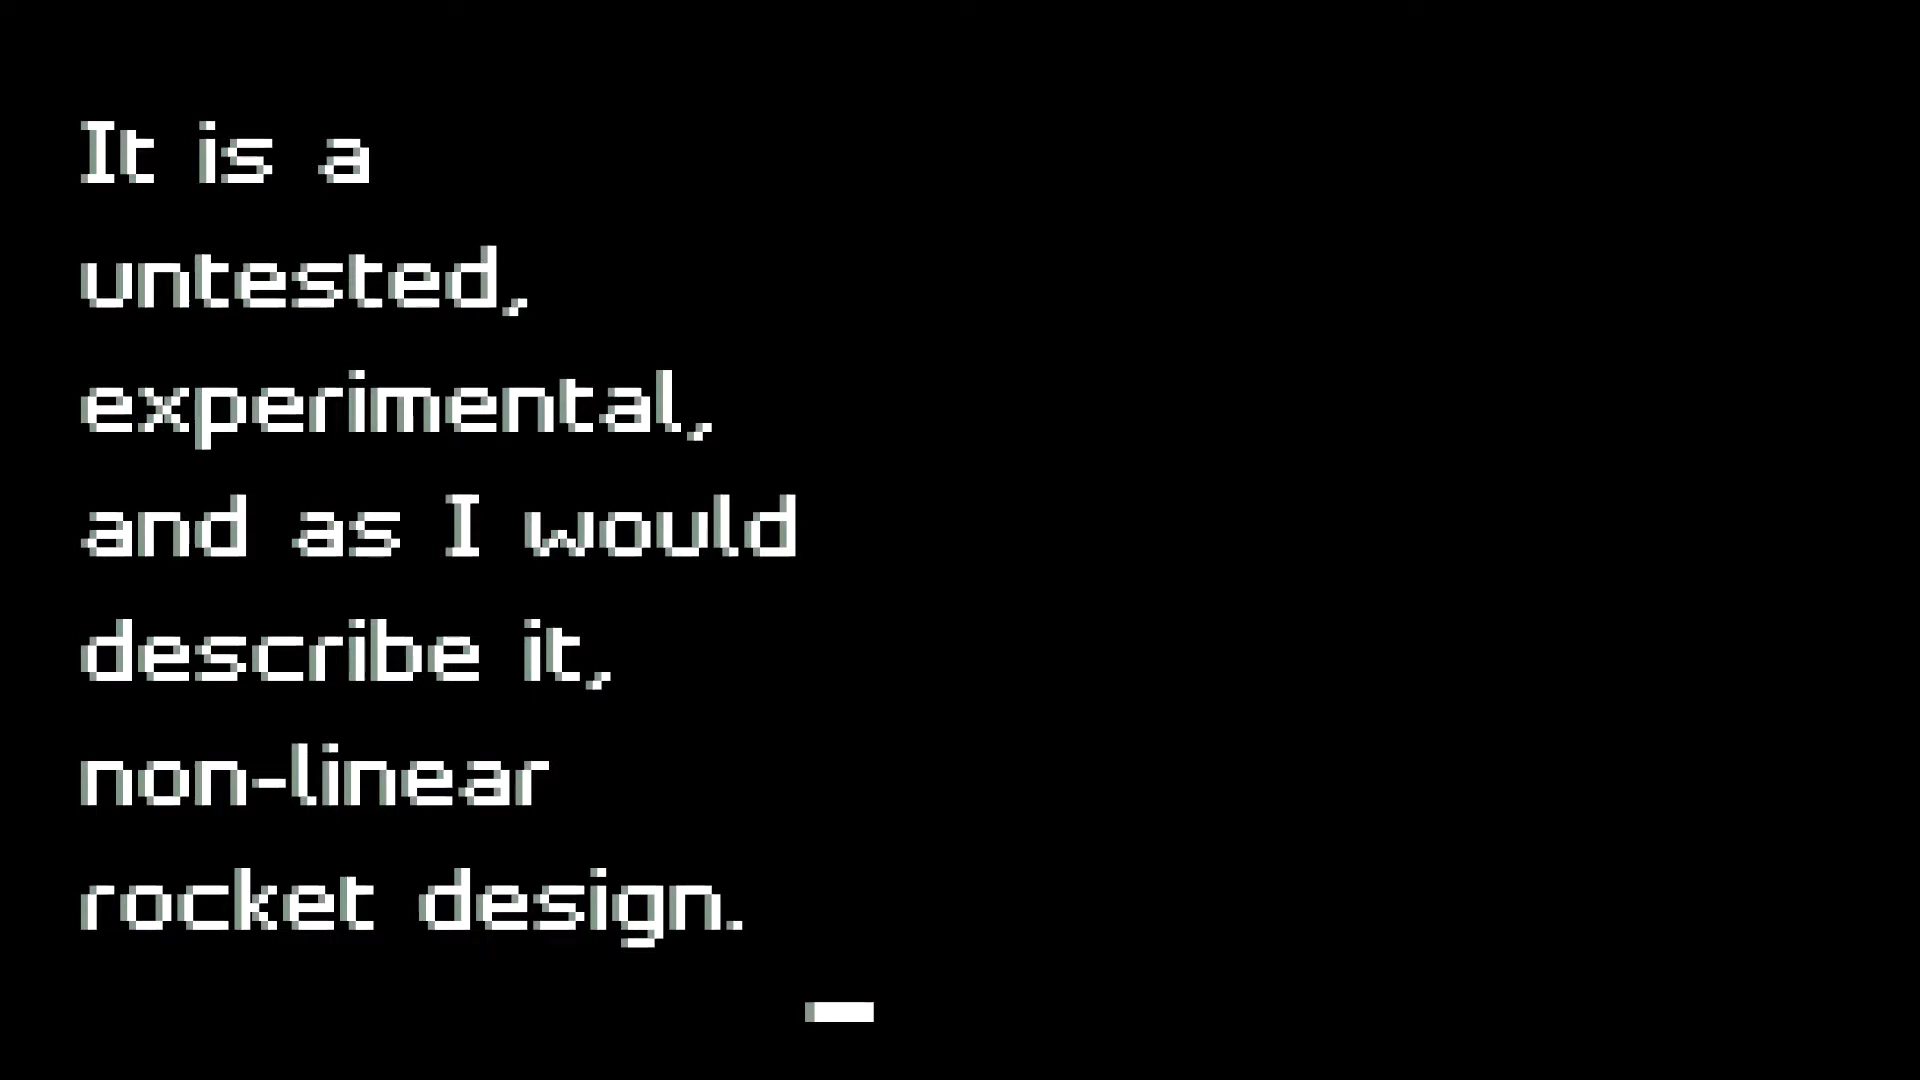 It is a
untested,
experimental,
and as I would
describe it,
non-linear
rocket design.